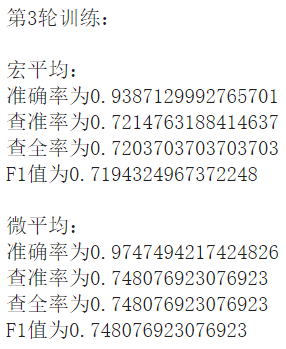 第3轮训练：
宏平均：
准确率为0.9387129992765701
查准率为0.7214763188414637
查全率为0.7203703703703703
F1值为0.7194324967372248
微平均：
准确率为0.9747494217424826
查准率为0.748076923076923
查全率为0.748076923076923
F1值为0.748076923076923